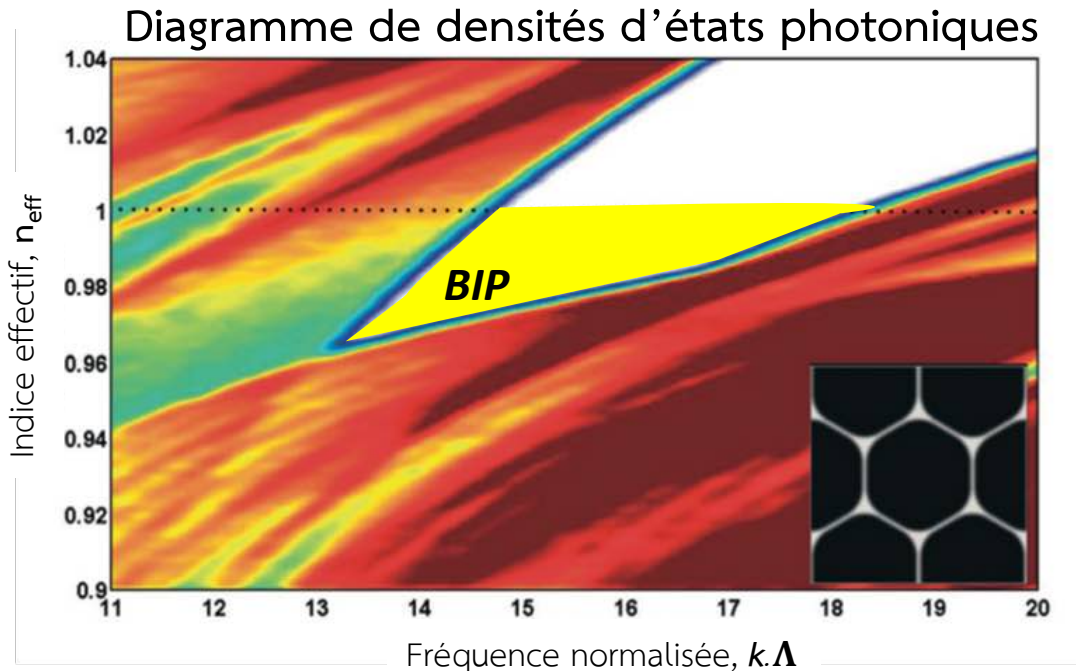 Diagramme de densités d’états photoniques
Indice effectif, neff
1.04
1.02
1
0.98
0.96
0.94
0.92
0.9
BIP
11 12 13 14 15 16 17 18 19 20
Fréquence normalisée, k.Λ